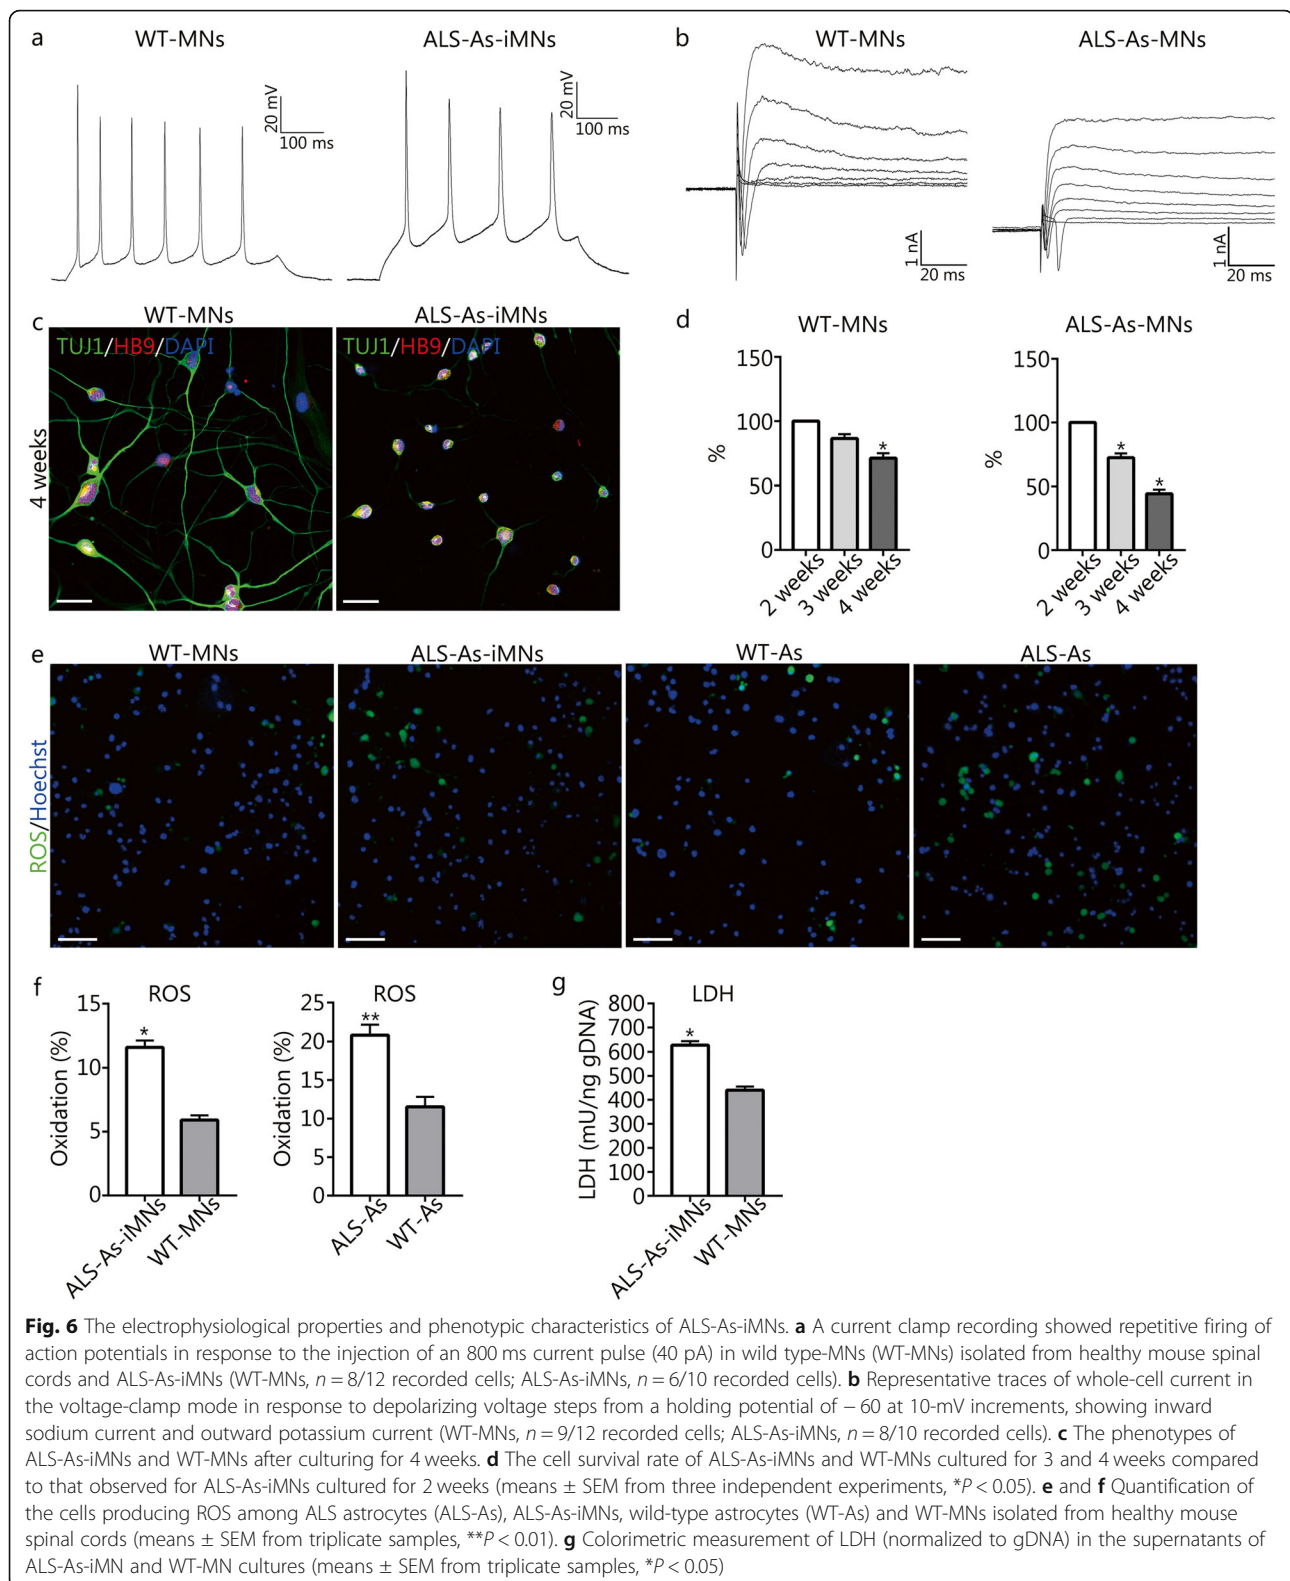 a
WT-MNs
ALS-As-iMNs
20 mV
100 ms
20 mV
100 ms
b
WT-MNs
ALS-As-MNs
1 nA
20 ms
1 nA
20 ms
c
WT-MNs
ALS-As-iMNs
TUJ1/HB9/DAPI
TUJ1/HB9/DAPI
4 weeks
d
WT-MNs
ALS-As-MNs
%
150
100
50
0
*
2 weeks
3 weeks
4 weeks
%
150
100
50
0
*
*
2 weeks
3 weeks
4 weeks
e
WT-MNs
ALS-As-iMNs
WT-As
ALS-As
ROS/Hoechst
f
ROS
Oxidation (%)
15
10
5
0
*
ALS-As-iMNs
WT-MNs
ROS
Oxidation (%)
25
20
15
10
5
0
**
ALS-As
WT-As
g
LDH
LDH (mU/ng gDNA)
800
700
600
500
400
300
200
100
0
*
ALS-As-iMNs
WT-MNs
Fig. 6 The electrophysiological properties and phenotypic characteristics of ALS-As-iMNs. a A current clamp recording showed repetitive firing of
action potentials in response to the injection of an 800 ms current pulse (40 pA) in wild type-MNs (WT-MNs) isolated from healthy mouse spinal
cords and ALS-As-iMNs (WT-MNs, n = 8/12 recorded cells; ALS-As-iMNs, n = 6/10 recorded cells). b Representative traces of whole-cell current in
the voltage-clamp mode in response to depolarizing voltage steps from a holding potential of − 60 at 10-mV increments, showing inward
sodium current and outward potassium current (WT-MNs, n = 9/12 recorded cells; ALS-As-iMNs, n = 8/10 recorded cells). c The phenotypes of
ALS-As-iMNs and WT-MNs after culturing for 4 weeks. d The cell survival rate of ALS-As-iMNs and WT-MNs cultured for 3 and 4 weeks compared
to that observed for ALS-As-iMNs cultured for 2 weeks (means ± SEM from three independent experiments, *P < 0.05). e and f Quantification of
the cells producing ROS among ALS astrocytes (ALS-As), ALS-As-iMNs, wild-type astrocytes (WT-As) and WT-MNs isolated from healthy mouse
spinal cords (means ± SEM from triplicate samples, **P < 0.01). g Colorimetric measurement of LDH (normalized to gDNA) in the supernatants of
ALS-As-iMN and WT-MN cultures (means ± SEM from triplicate samples, *P < 0.05)